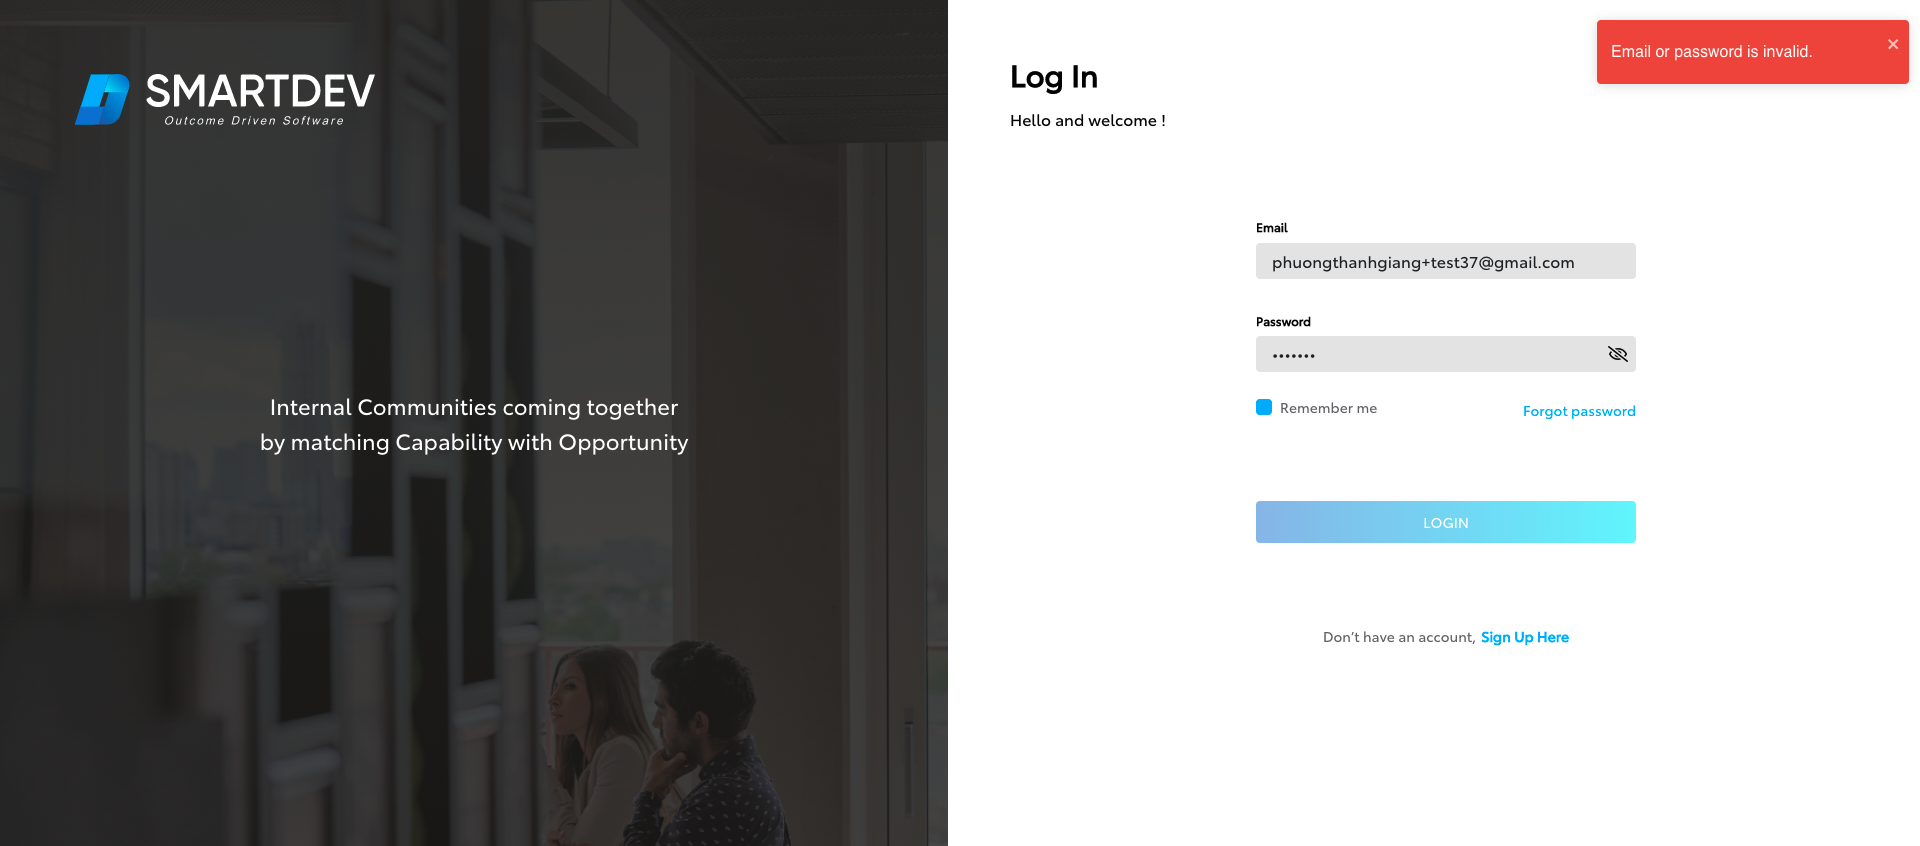 SMARTDEV
Outcome Driven Software
Internal Communities coming together
by matching Capability with Opportunity
Log In
Hello and welcome !
Email or password is invalid.
Email
phuongthanhgiang+test37@gmail.com
Password
•••••••
Remember me
Forgot password
LOGIN
Don’t have an account, Sign Up Here